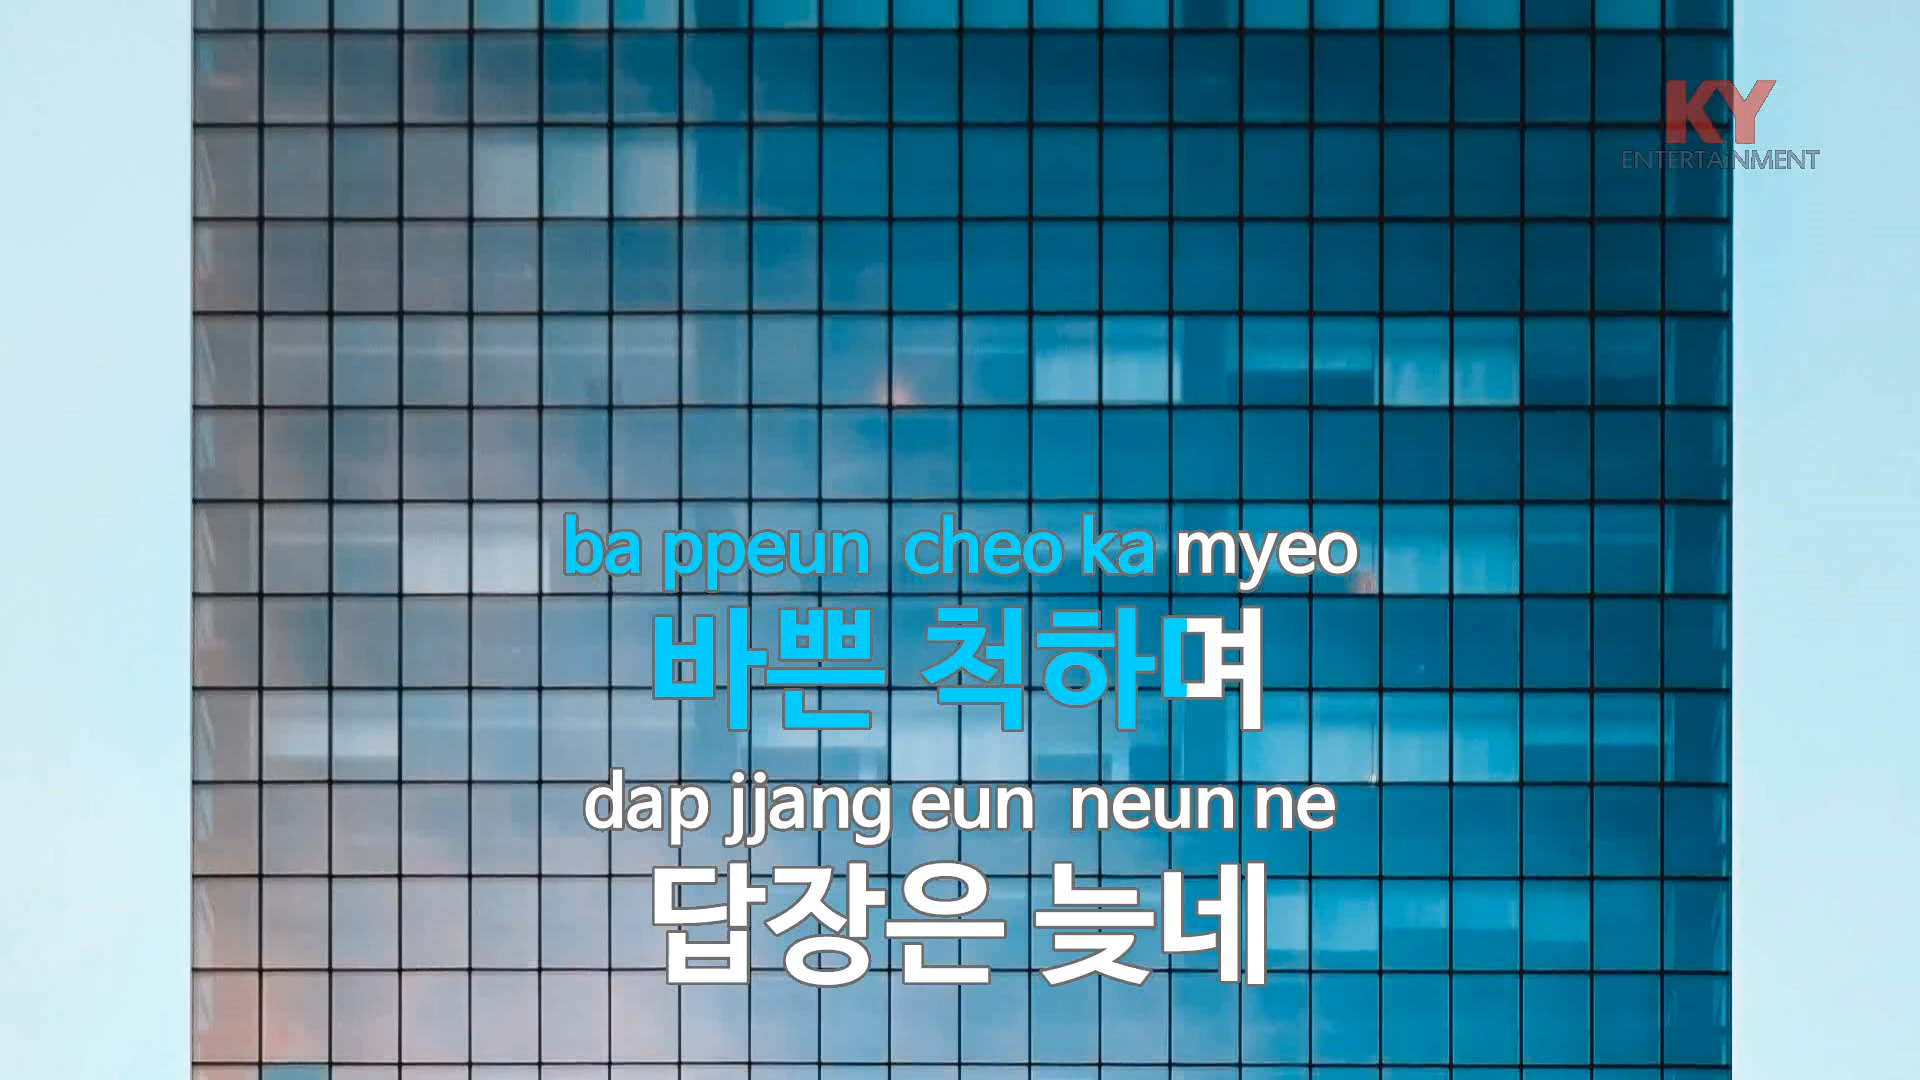 KY
ENTERTAINMENT
ba ppeun cheo ka myeo
바쁜 척하며
dap jjang eun neun ne
답장은 늦네